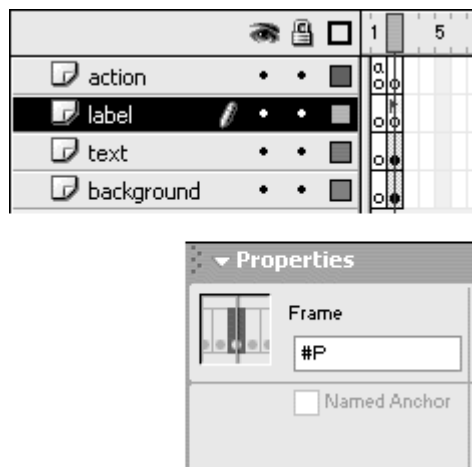 1 5
a
action
label
text
background
Properties
Frame
#P
Named Anchor